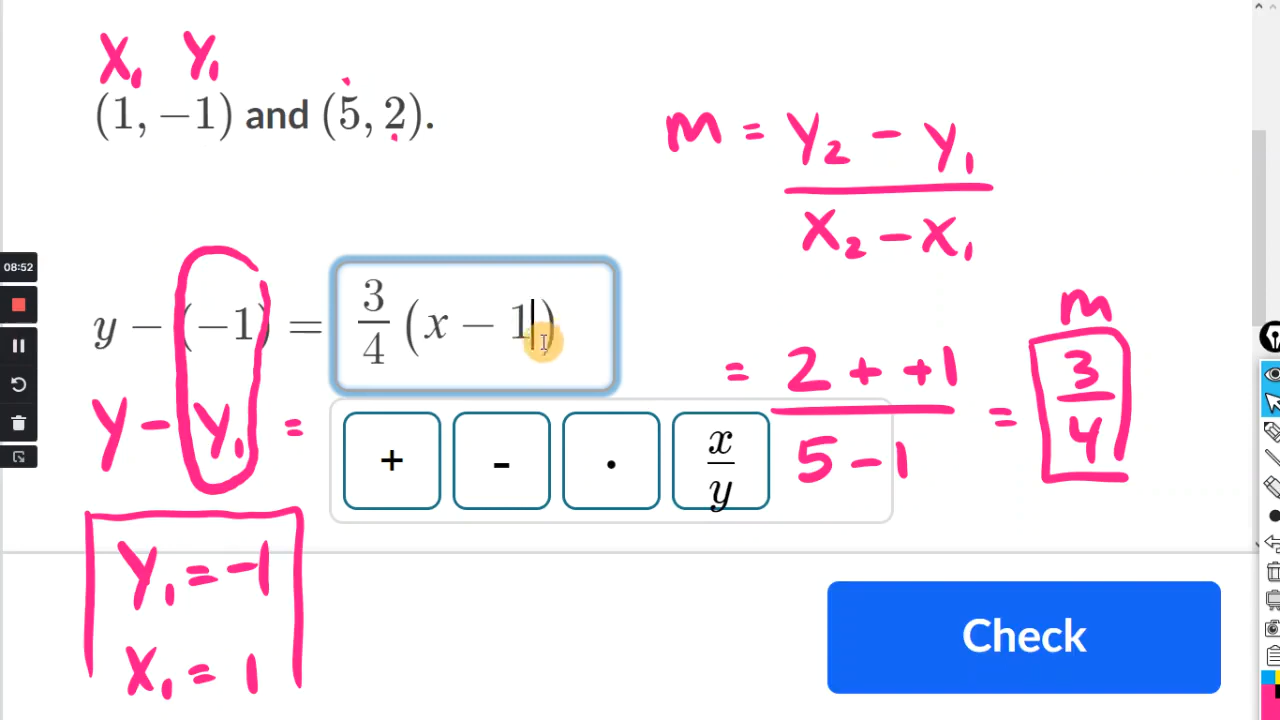 X₁ Y₁
(1, −1) and (5, 2).
m = Y₂ − Y₁ / X₂ − X₁
08:52
y − (−1) = 3/4 (x − 1)
Y − Y₁ =
= 2 + +1 / 5 − 1 = 3/4
m
+ - · x/y
Y₁ = −1
X₁ = 1
Check